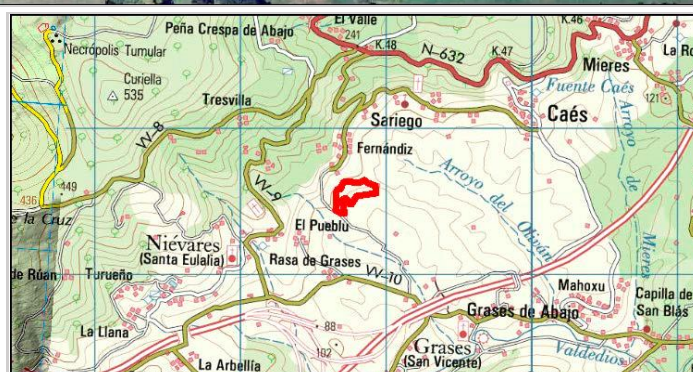 El Valle
Peña Crespa de Abajo
241
K.48
N-632
K.47
K.46
Necrópolis Tumular
Mieres
La Ro
Curiella
535
Tresvilla
Fuente Caés
121
Sariego
Caés
VV-8
Fernándiz
Arroyo de Mieres
449
436
VV-9
Arroyo del Oliván
e la Cruz
El Pueblu
Niévares
(Santa Eulalia)
Rasa de Grases
VV-10
de Rúan
Turueño
Mahoxu
Capilla de
San Blás
Grases de Abajo
La Llana
88
102
Grases
(San Vicente)
Valdedios
La Arbellía